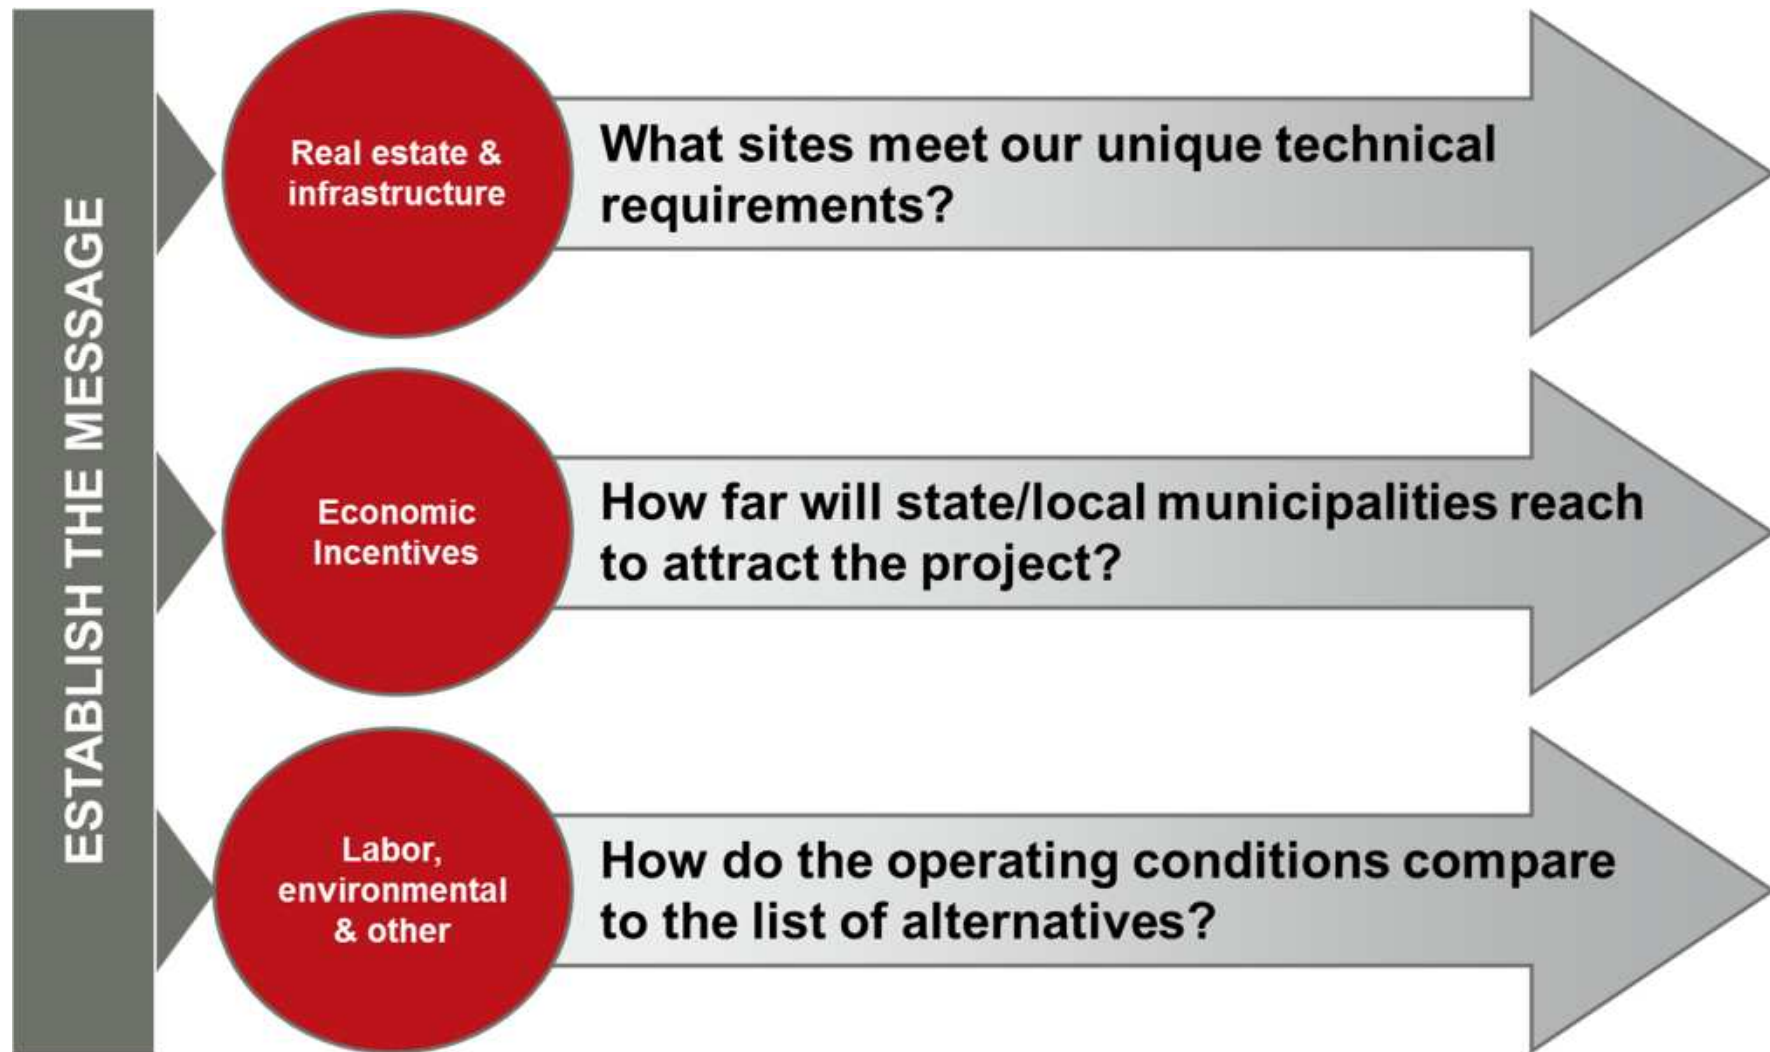 ESTABLISH THE MESSAGE
Real estate &
infrastructure
What sites meet our unique technical
requirements?
Economic
Incentives
How far will state/local municipalities reach
to attract the project?
Labor,
environmental
& other
How do the operating conditions compare
to the list of alternatives?